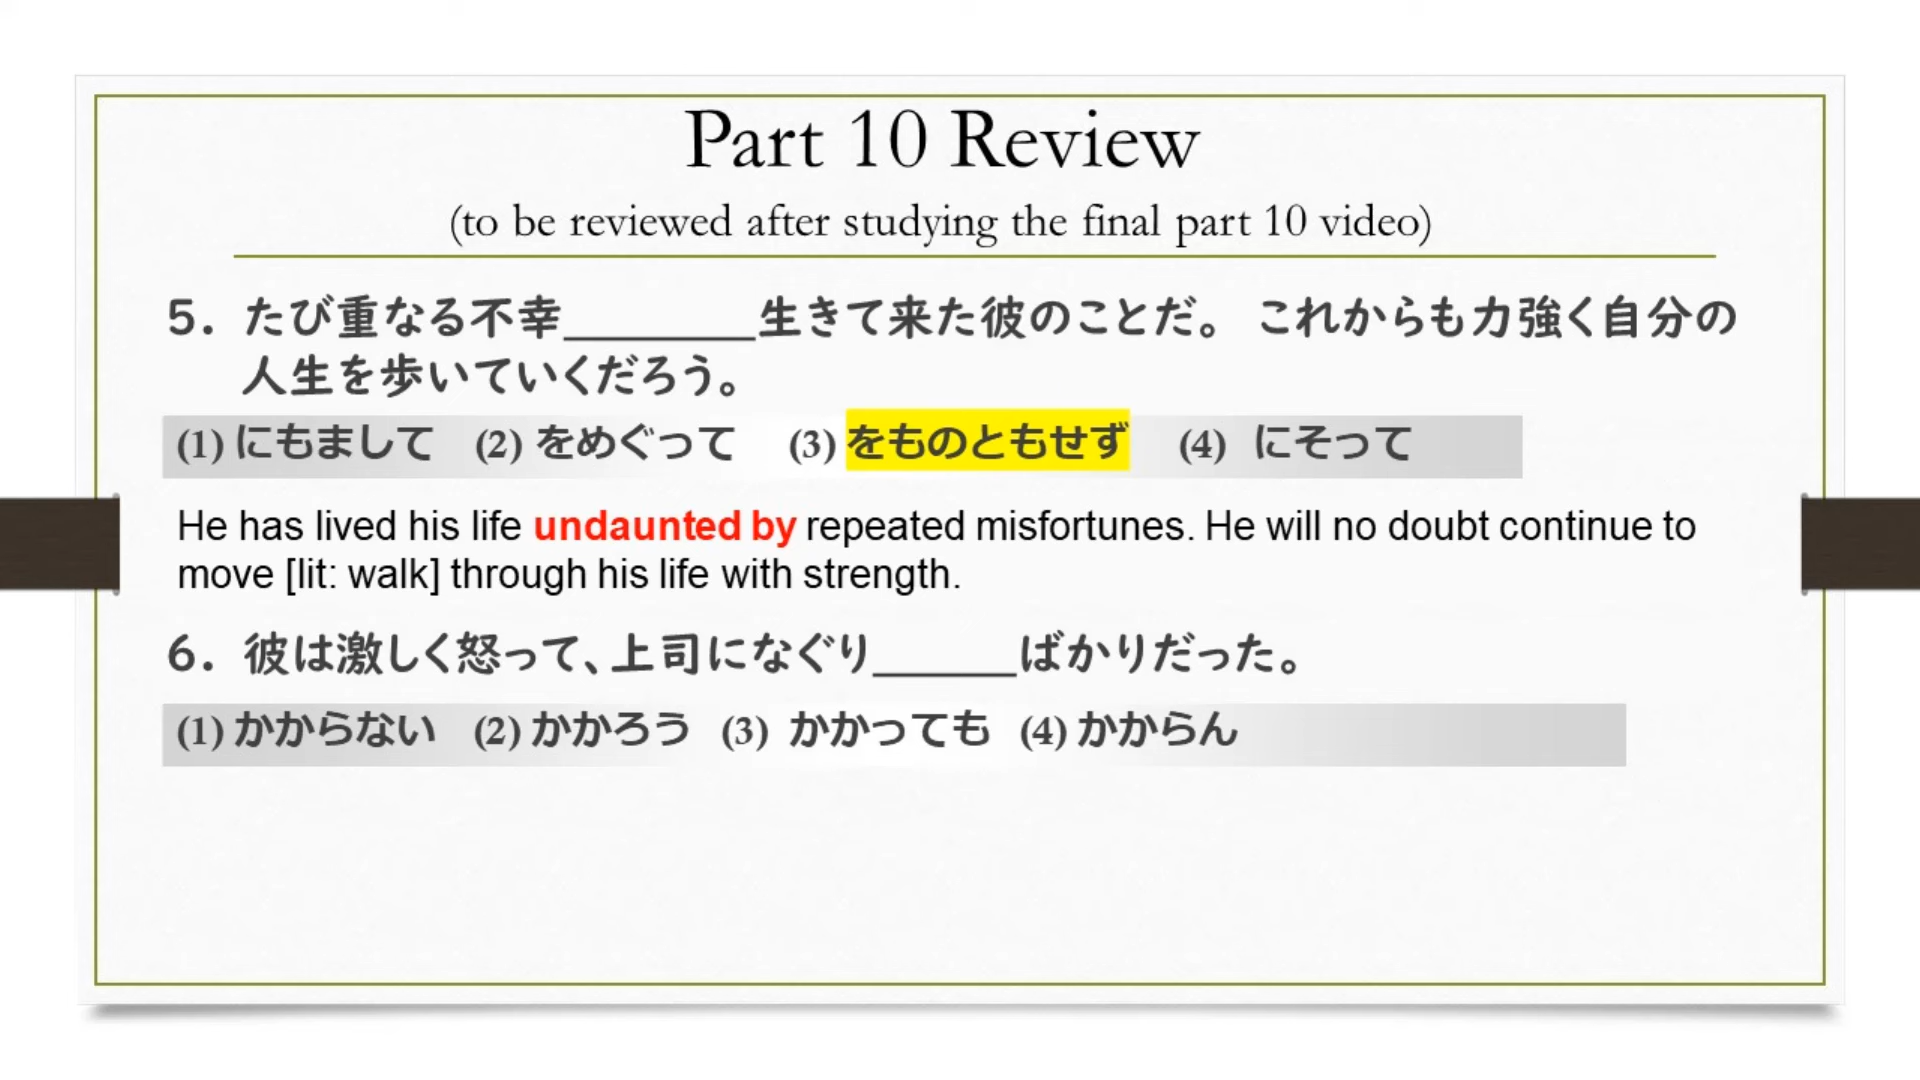 Part 10 Review
(to be reviewed after studying the final part 10 video)
5. たび重なる不幸_________生きて来た彼のことだ。 これからも力強く自分の
人生を歩いていくだろう。
(1) にもまして (2) をめぐって (3) をものともせず (4) にそって
He has lived his life undaunted by repeated misfortunes. He will no doubt continue to
move [lit: walk] through his life with strength.
6. 彼は激しく怒って、上司になぐり_______ばかりだった。
(1) かからない (2) かかろう (3) かかっても (4) かからん